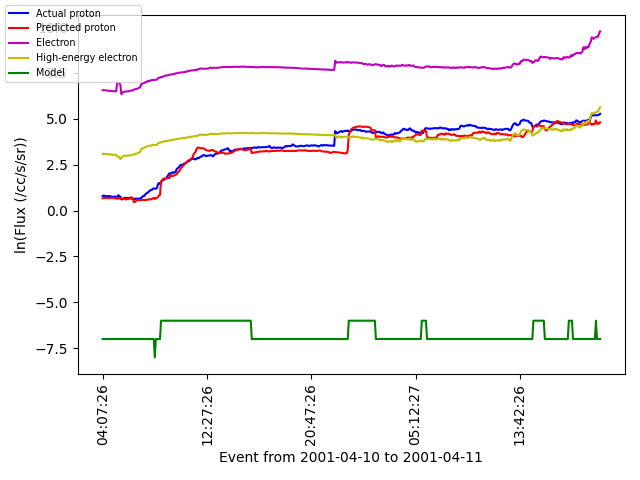 Actual proton
Predicted proton
Electron
High-energy electron
Model
5.0
2.5
0.0
−2.5
−5.0
−7.5
ln(Flux (/cc/s/sr))
04:07:26
12:27:26
20:47:26
05:12:27
13:42:26
Event from 2001-04-10 to 2001-04-11